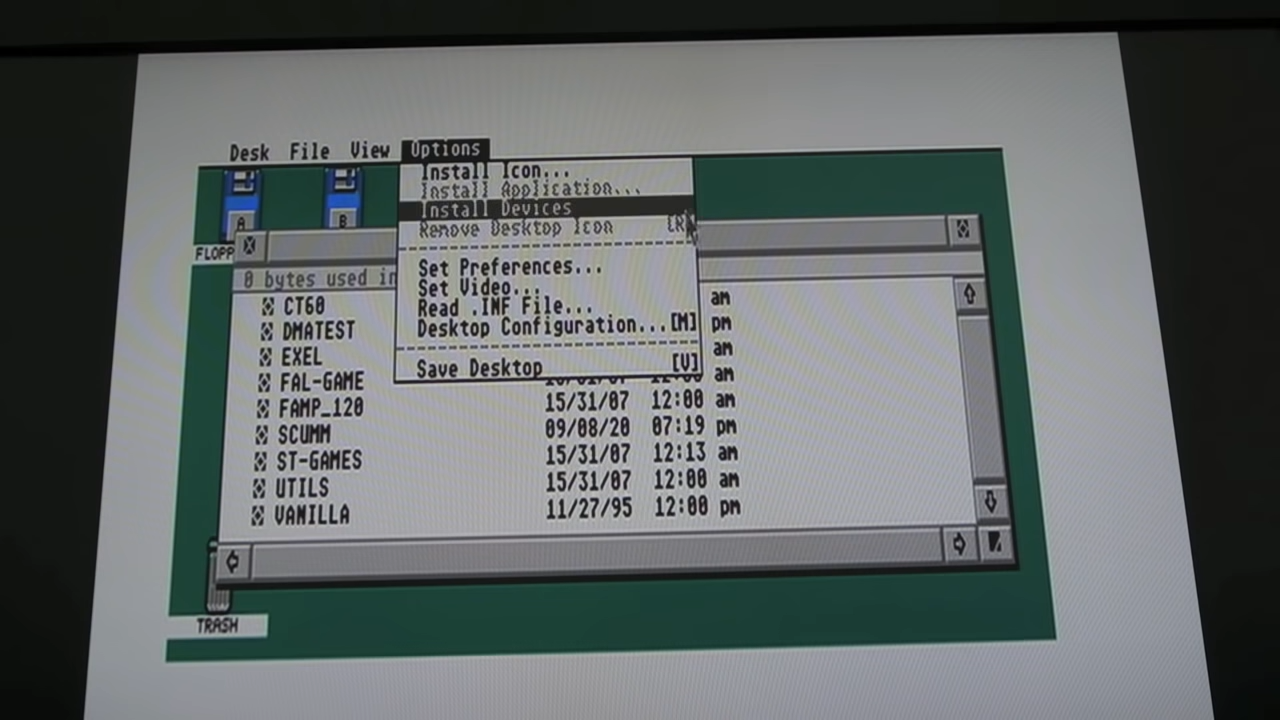 Desk File View Options
Install Icon...
Install Application...
Install Devices
Remove Desktop Icon [R
Set Preferences...
Set Video...
Read .INF File...
Desktop Configuration...[M]
Save Desktop [V]
A
B
FLOPP
0 bytes used in
CT60 am
DMATEST pm
EXEL am
FAL-GAME 12:00 am
FAMP_120 15/31/07 12:00 am
SCUMM 09/08/20 07:19 pm
ST-GAMES 15/31/07 12:13 am
UTILS 15/31/07 12:00 am
VANILLA 11/27/95 12:00 pm
TRASH